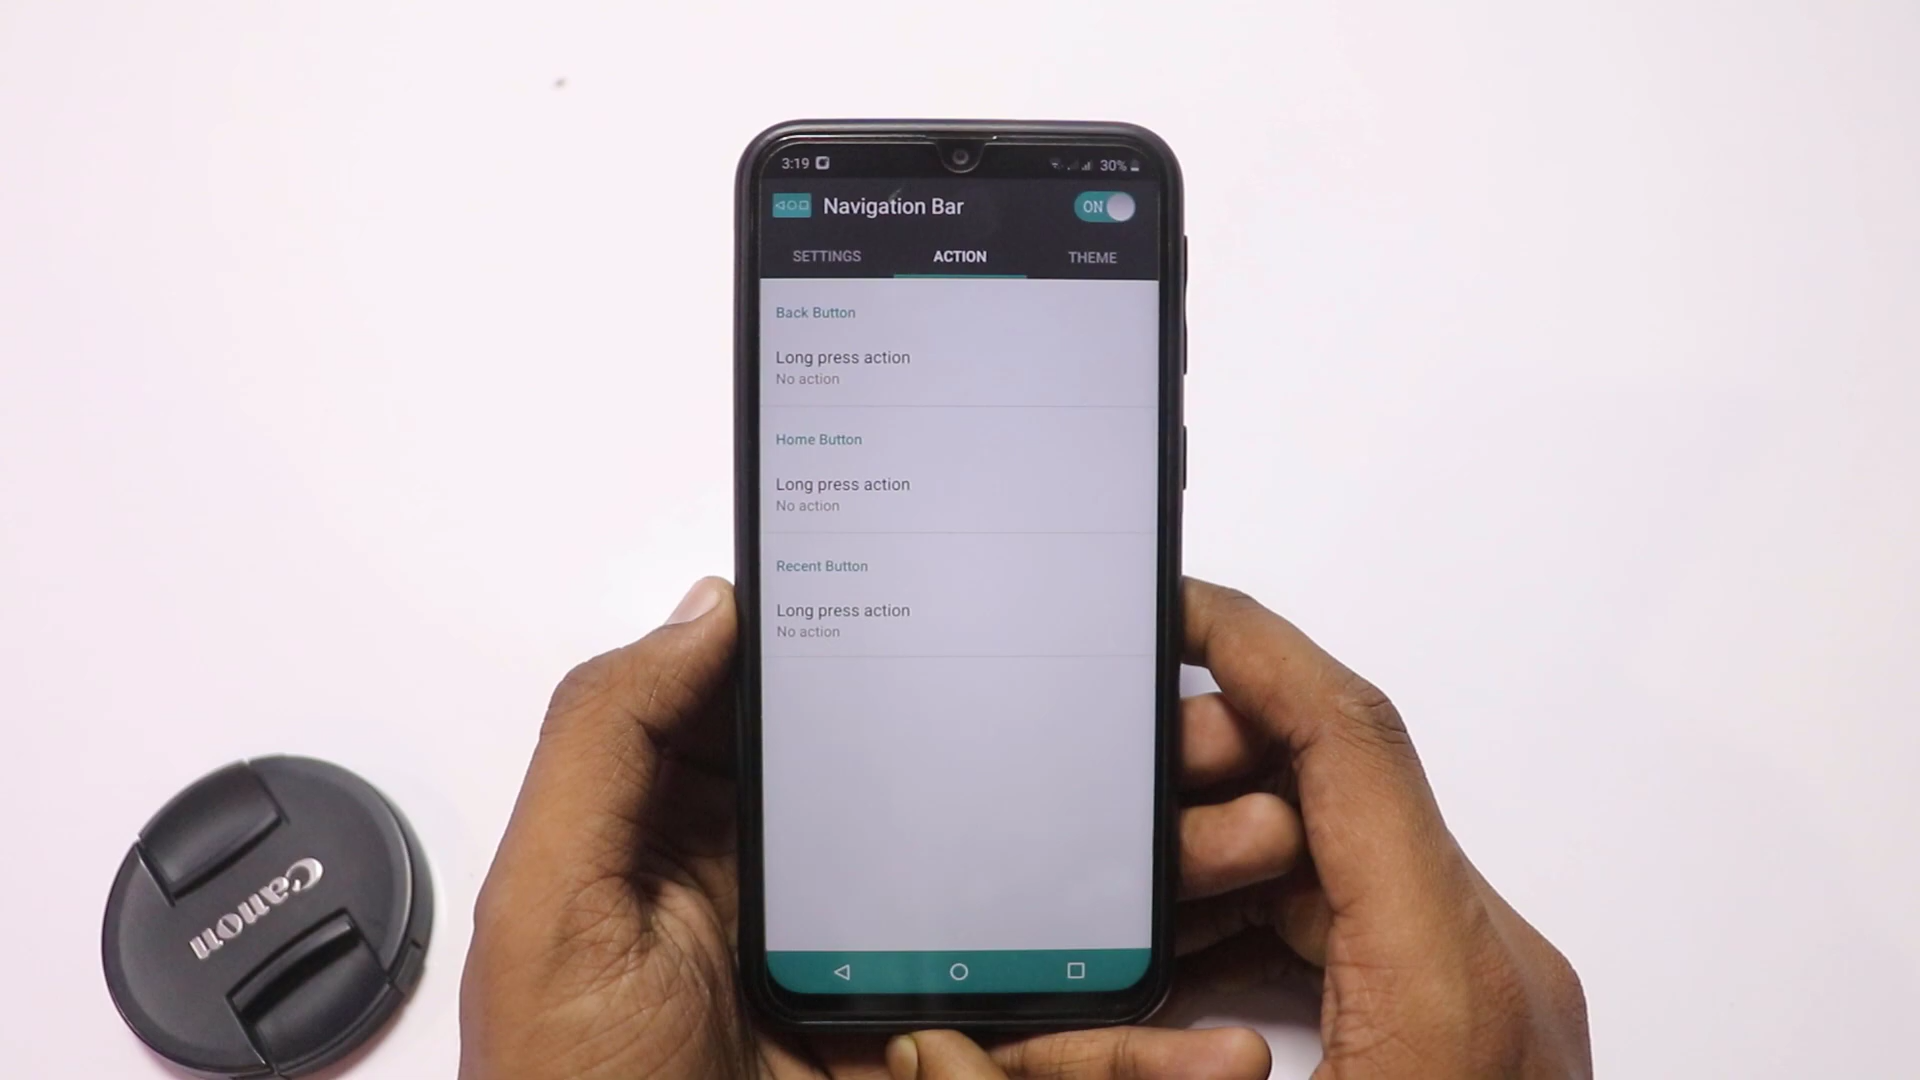 3:19
30%
Navigation Bar
ON
SETTINGS ACTION THEME
Back Button
Long press action
No action
Home Button
Long press action
No action
Recent Button
Long press action
No action
Canon